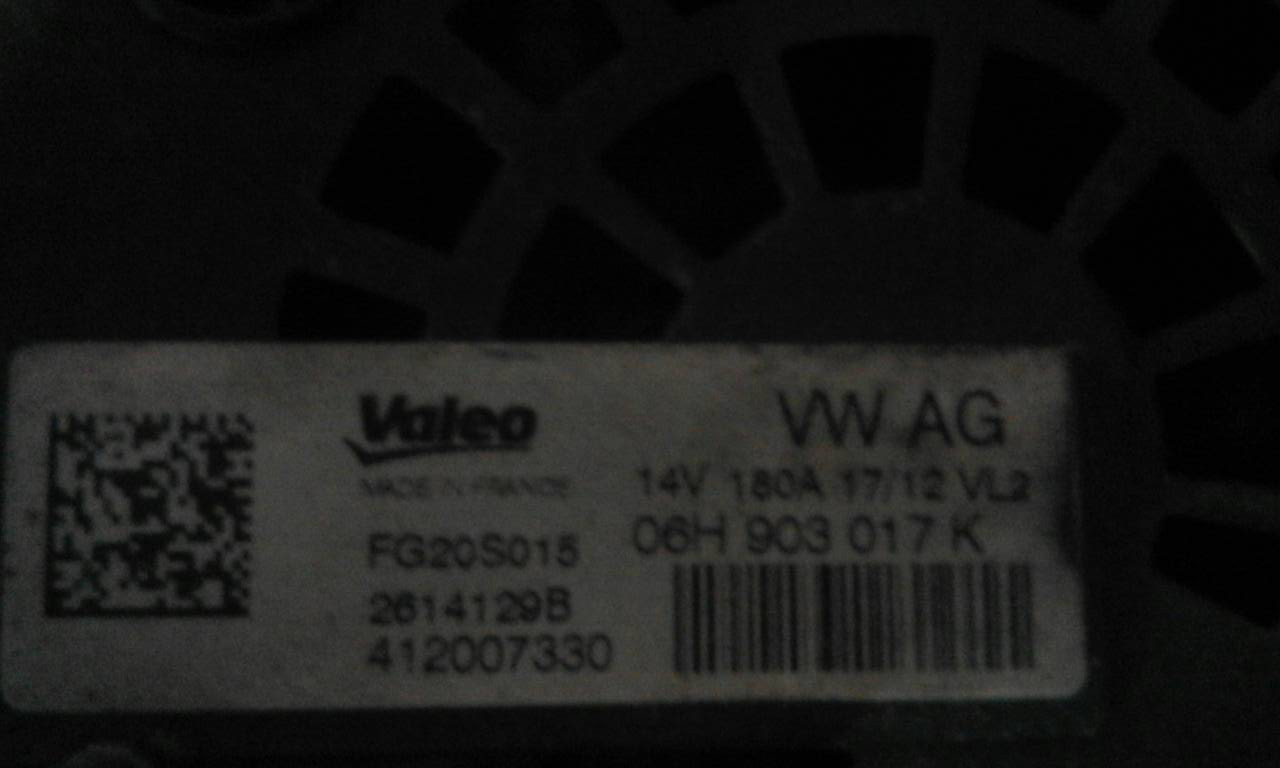 Valeo
MADE IN FRANCE
FG20S015
2614129B
412007330
VW AG
14V 180A 17/12 VL2
06H 903 017 K